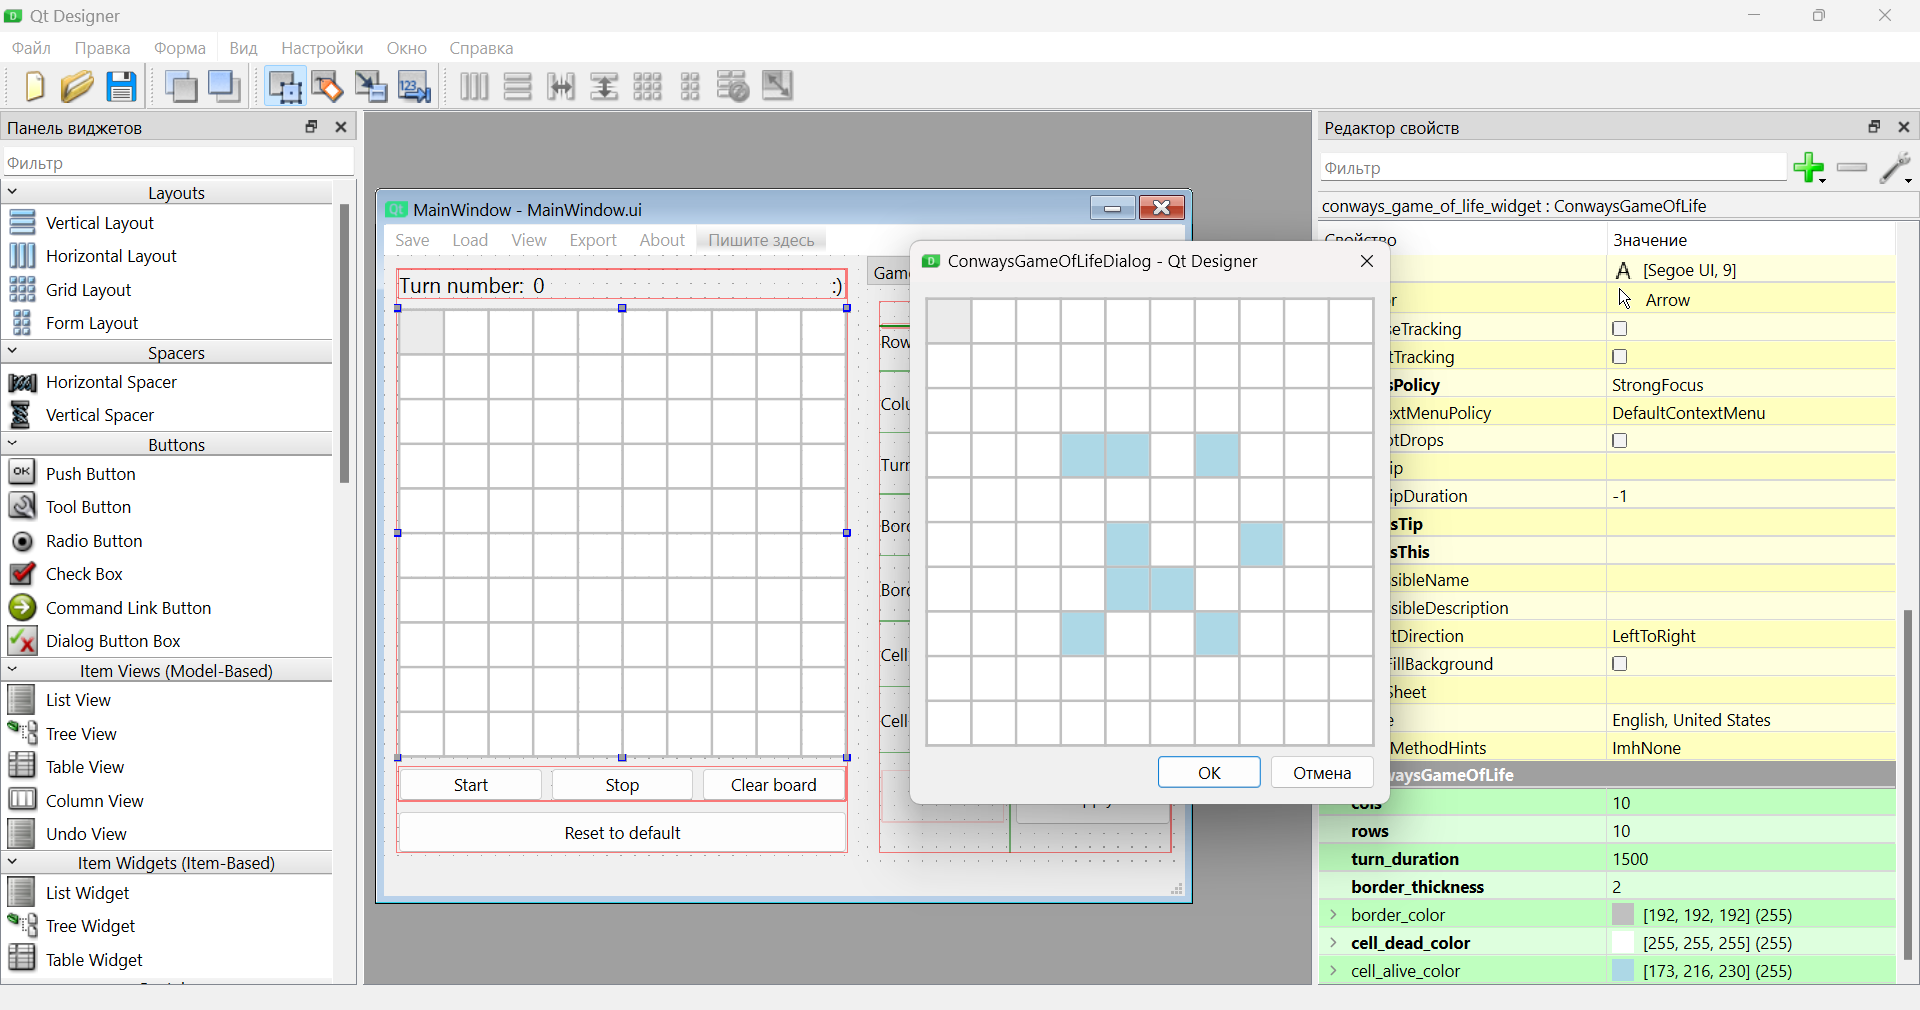 Qt Designer
Файл Правка Форма Вид Настройки Окно Справка
Панель виджетов
Фильтр
Layouts
Vertical Layout
Horizontal Layout
Grid Layout
Form Layout
Spacers
Horizontal Spacer
Vertical Spacer
Buttons
OK Push Button
Tool Button
Radio Button
Check Box
Command Link Button
Dialog Button Box
Item Views (Model-Based)
List View
Tree View
Table View
Column View
Undo View
Item Widgets (Item-Based)
List Widget
Tree Widget
Table Widget
MainWindow - MainWindow.ui
Save Load View Export About Пишите здесь
Turn number: 0 :)
Start Stop Clear board
Reset to default
Gam
Row
Colu
Turn
Bord
Bord
Cell
Cell
ConwaysGameOfLifeDialog - Qt Designer
OK Отмена
Редактор свойств
Фильтр
conways_game_of_life_widget : ConwaysGameOfLife
Свойство Значение
A [Segoe UI, 9]
r Arrow
eTracking
tTracking
sPolicy StrongFocus
extMenuPolicy DefaultContextMenu
otDrops
ip
ipDuration -1
sTip
sThis
sibleName
sibleDescription
tDirection LeftToRight
FillBackground
Sheet
e English, United States
MethodHints ImhNone
waysGameOfLife
cols 10
rows 10
turn_duration 1500
border_thickness 2
border_color [192, 192, 192] (255)
cell_dead_color [255, 255, 255] (255)
cell_alive_color [173, 216, 230] (255)